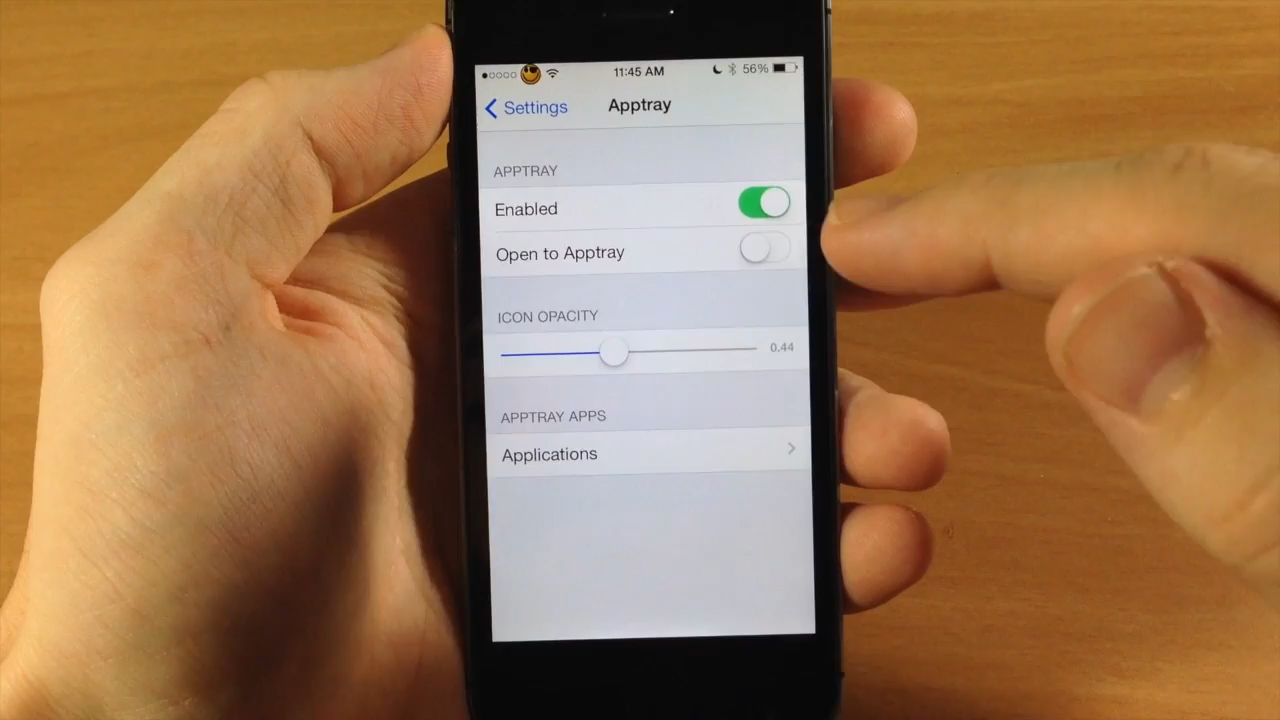 11:45 AM 56%
Settings Apptray
APPTRAY
Enabled
Open to Apptray
ICON OPACITY
0.44
APPTRAY APPS
Applications